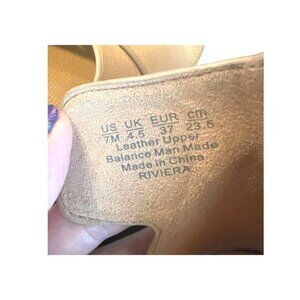 US UK EUR cm
7M 4.5 37 23.5
Leather Upper
Balance Man Made
Made in China
RIVIERA